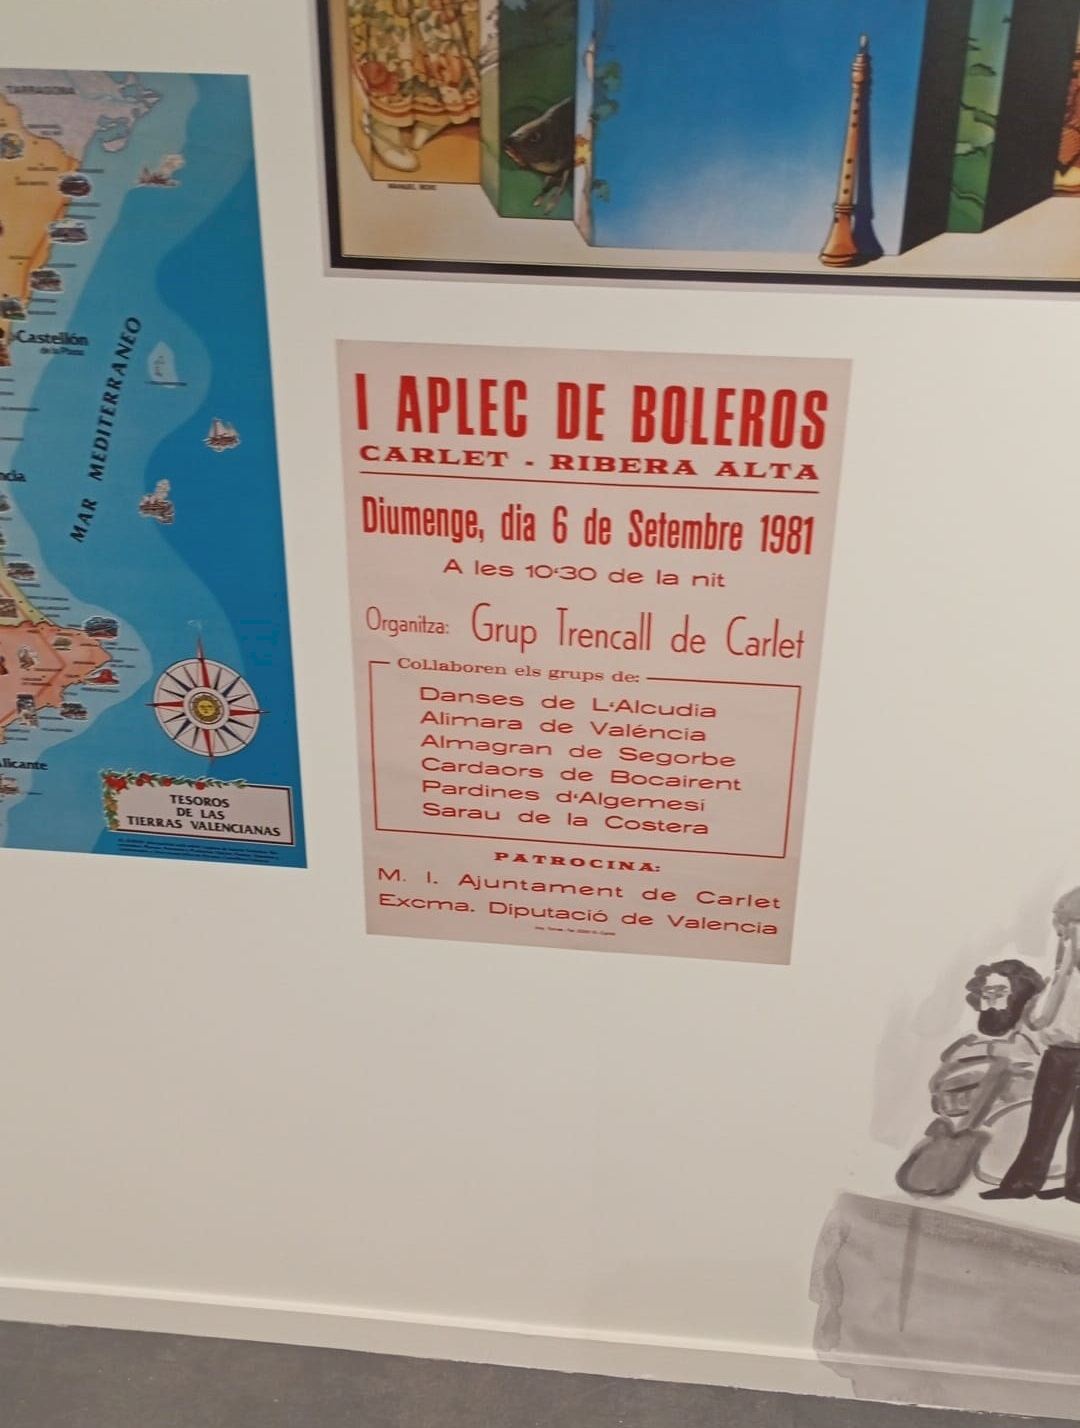 TARRAGONA
Castellón
de la Plana
MAR MEDITERRANEO
ncia
Alicante
TESOROS
DE LAS
TIERRAS VALENCIANAS
I APLEC DE BOLEROS
CARLET - RIBERA ALTA
Diumenge, dia 6 de Setembre 1981
A les 10'30 de la nit
Organitza: Grup Trencall de Carlet
Col.laboren els grups de:
Danses de L'Alcudia
Alimara de Valéncia
Almagran de Segorbe
Cardaors de Bocairent
Pardines d'Algemesí
Sarau de la Costera
PATROCINA:
M. I. Ajuntament de Carlet
Excma. Diputació de Valencia